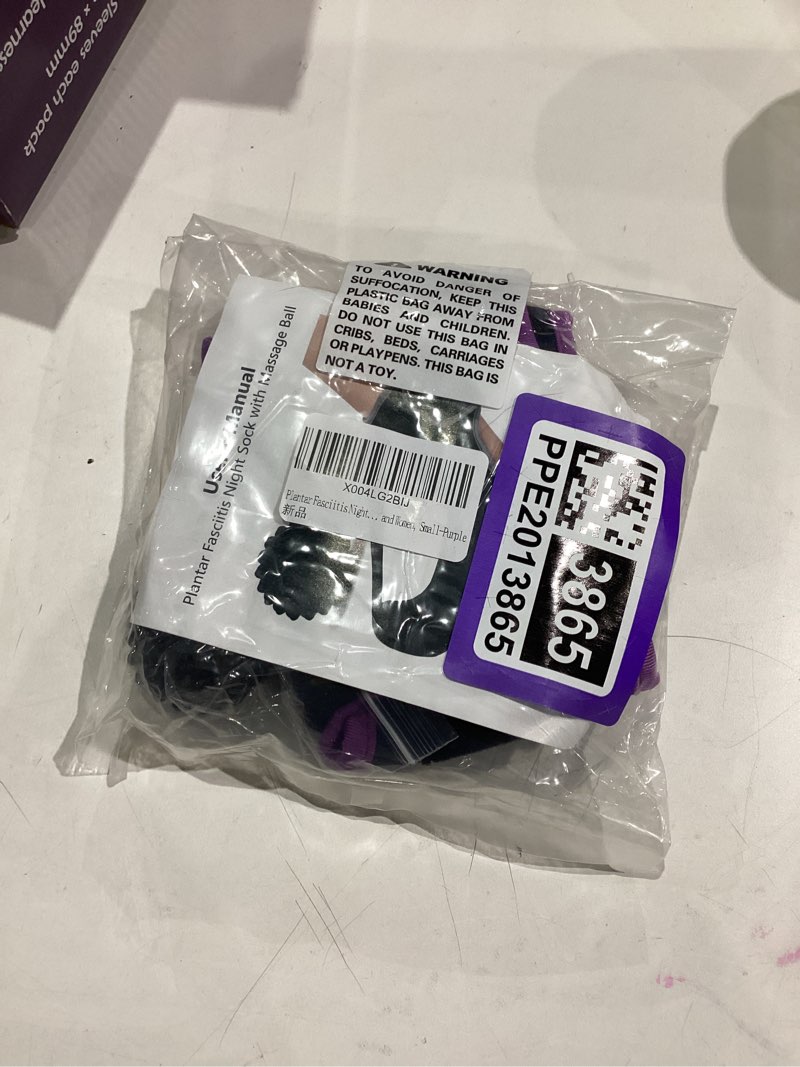 Sleeves each pack
× 89mm
WARNING
TO AVOID DANGER OF
SUFFOCATION, KEEP THIS
PLASTIC BAG AWAY FROM
BABIES AND CHILDREN.
DO NOT USE THIS BAG IN
CRIBS, BEDS, CARRIAGES
OR PLAYPENS. THIS BAG IS
NOT A TOY.
Manual
Plantar Fasciitis Night Sock with Massage Ball
X004LG2BIJ
Plantar Fasciitis Night... and Women, Small-Purple
新品
3865
PPE2013865